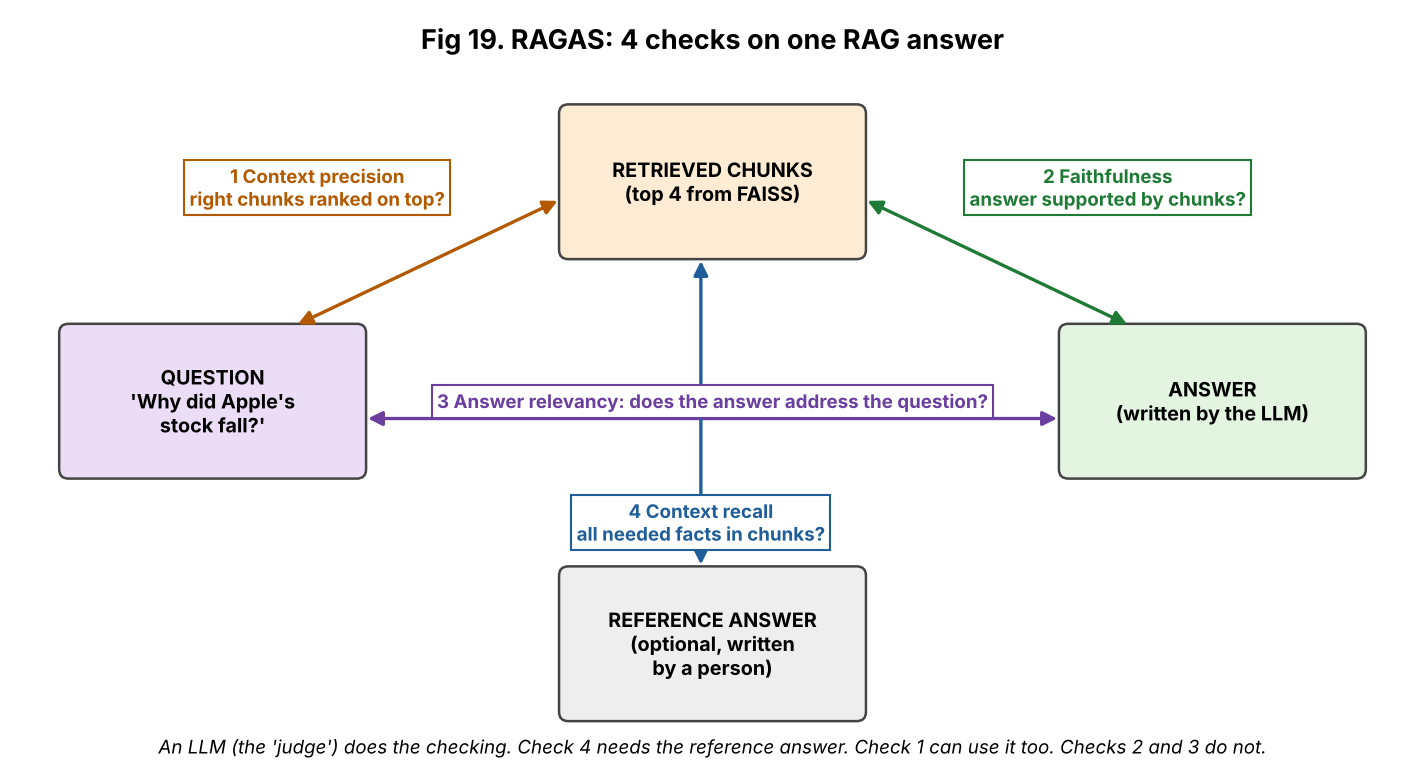 Fig 19. RAGAS: 4 checks on one RAG answer
RETRIEVED CHUNKS
(top 4 from FAISS)
1 Context precision
right chunks ranked on top?
2 Faithfulness
answer supported by chunks?
QUESTION
'Why did Apple's
stock fall?'
3 Answer relevancy: does the answer address the question?
ANSWER
(written by the LLM)
4 Context recall
all needed facts in chunks?
REFERENCE ANSWER
(optional, written
by a person)
An LLM (the 'judge') does the checking. Check 4 needs the reference answer. Check 1 can use it too. Checks 2 and 3 do not.